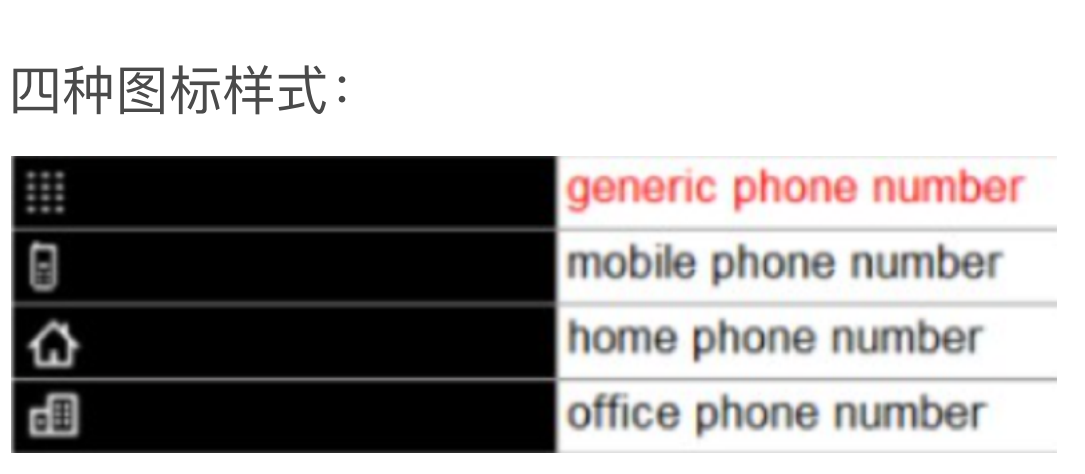 四种图标样式：
generic phone number
mobile phone number
home phone number
office phone number